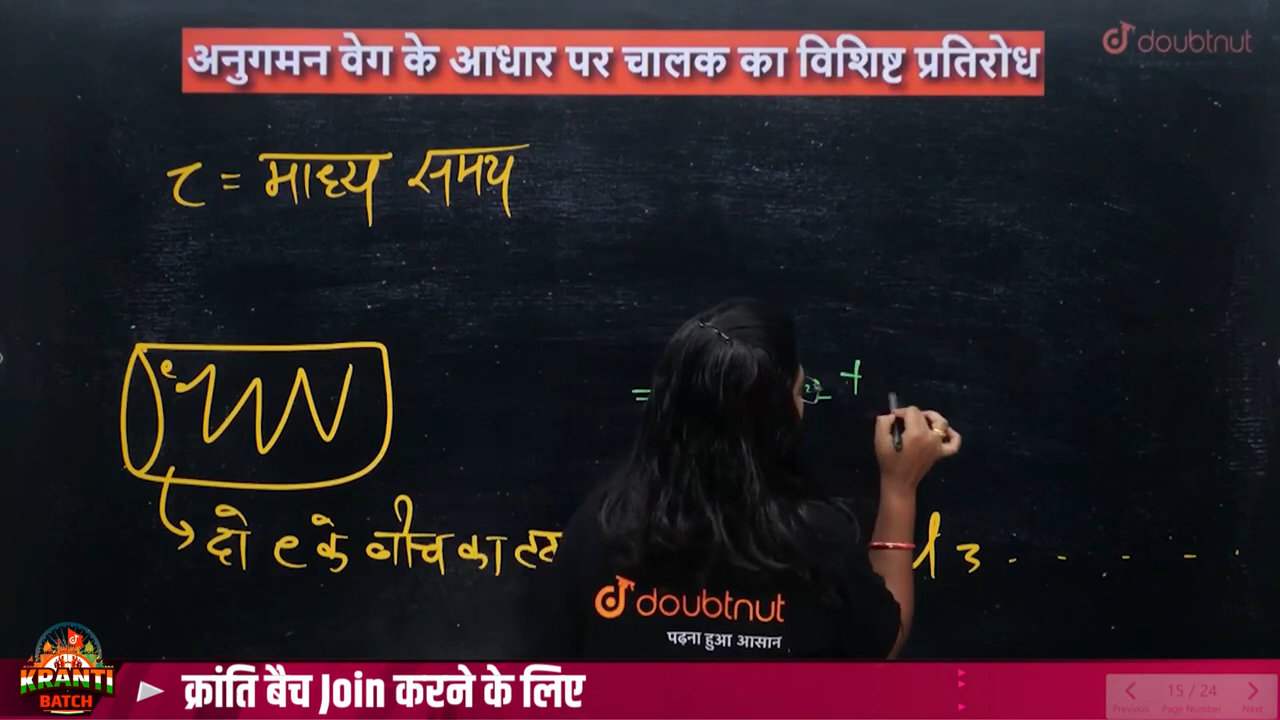 अनुगमन वेग के आधार पर चालक का विशिष्ट प्रतिरोध
doubtnut
τ = माध्य समय
e
= +
दो e के बीच का
λ3 - - - - - -
doubtnut
पढ़ना हुआ आसान
KRANTI
BATCH
क्रांति बैच Join करने के लिए
15 / 24
Previous Page Number Next